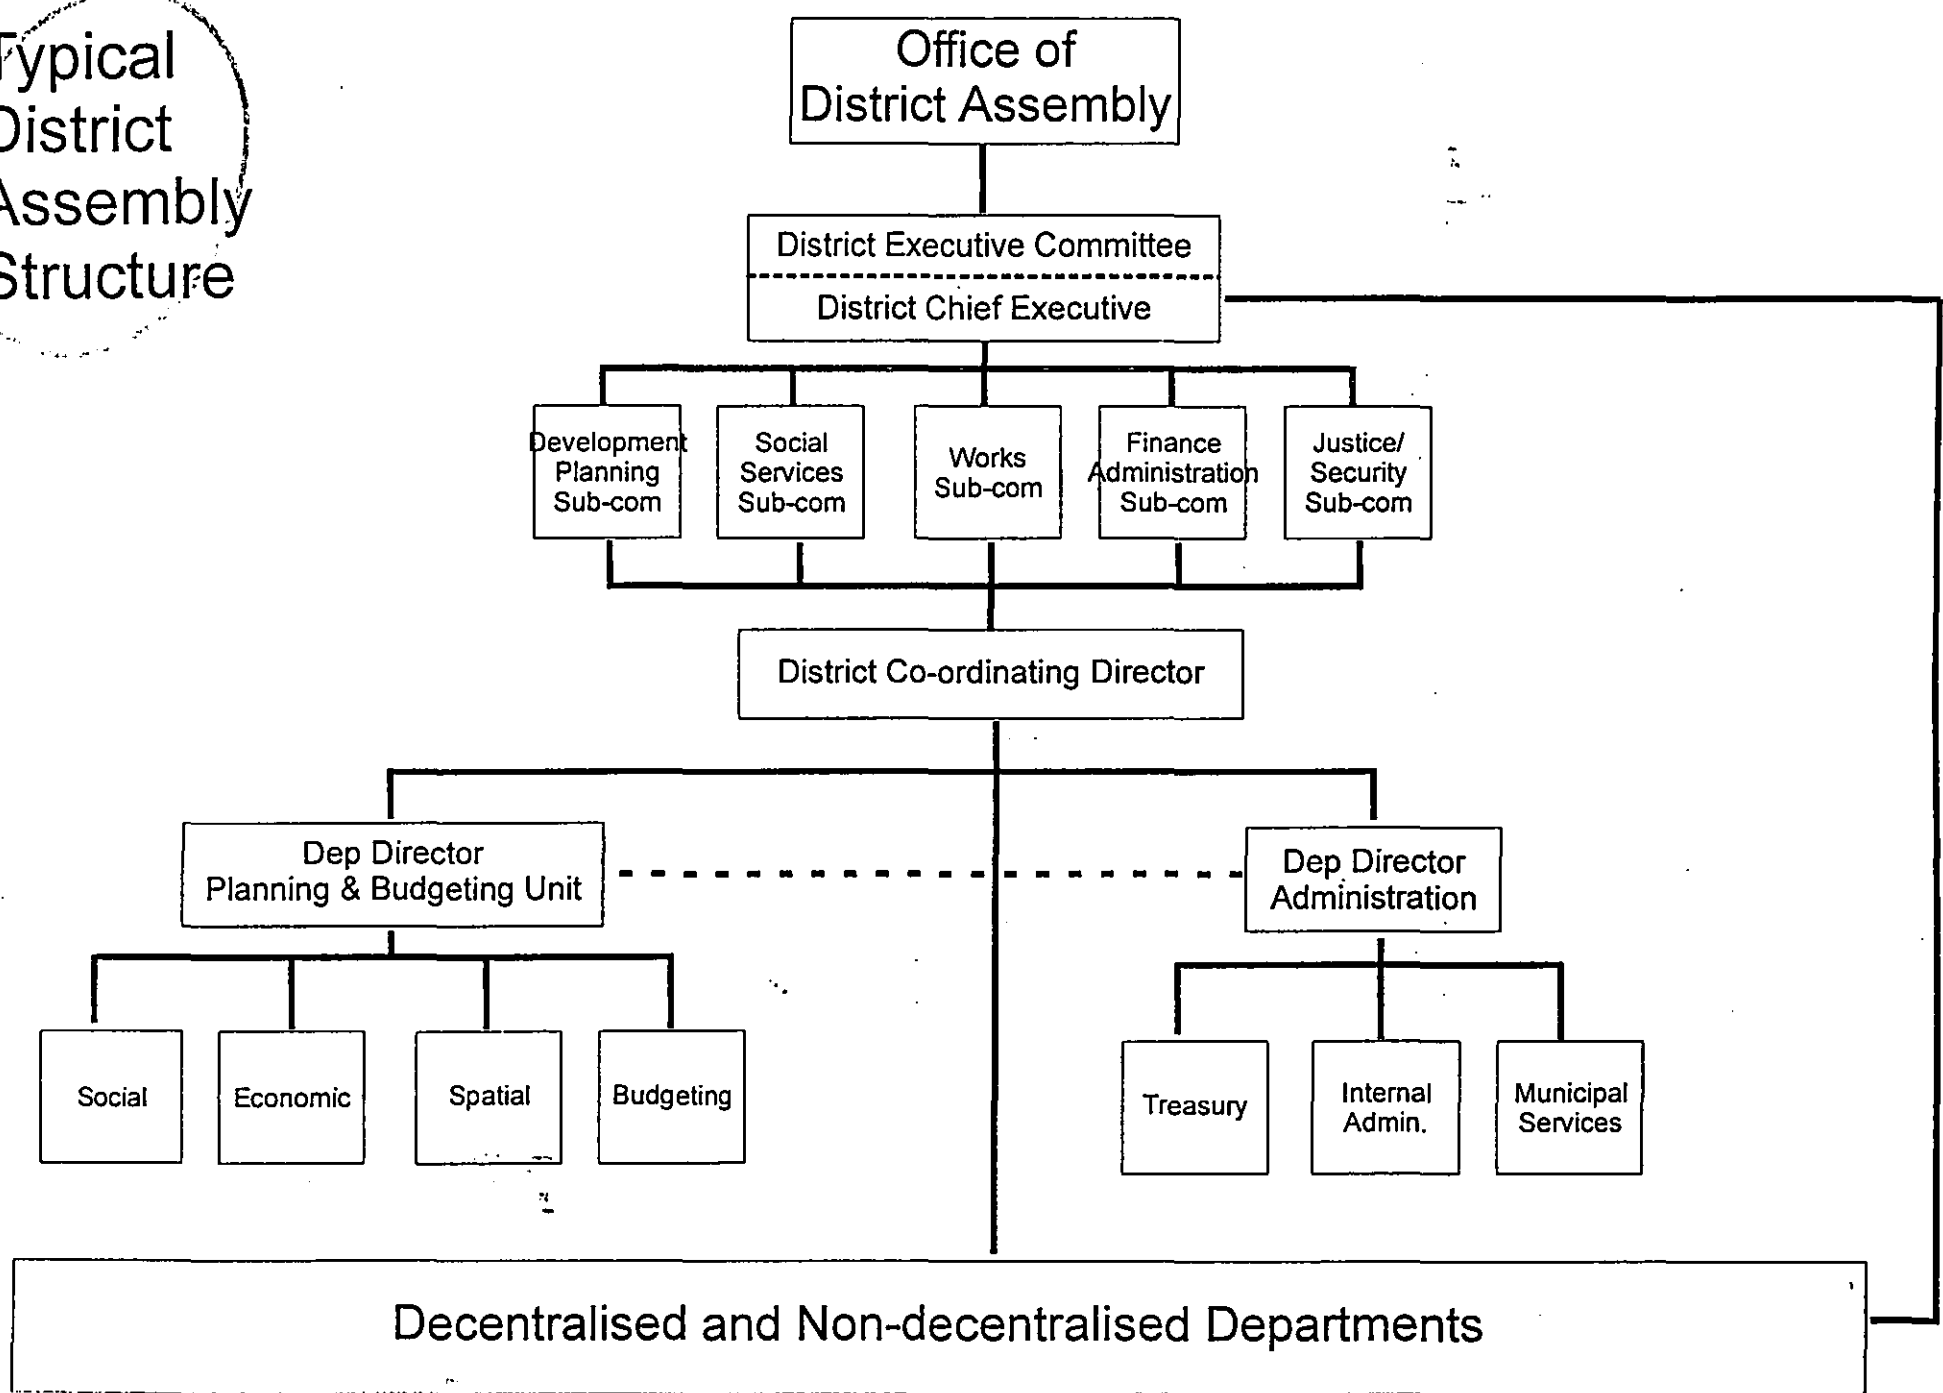 Typical
District
Assembly
Structure
Office of
District Assembly
District Executive Committee
District Chief Executive
Development
Planning
Sub-com
Social
Services
Sub-com
Works
Sub-com
Finance
Administration
Sub-com
Justice/
Security
Sub-com
District Co-ordinating Director
Dep Director
Planning & Budgeting Unit
Dep Director
Administration
Social
Economic
Spatial
Budgeting
Treasury
Internal
Admin.
Municipal
Services
Decentralised and Non-decentralised Departments